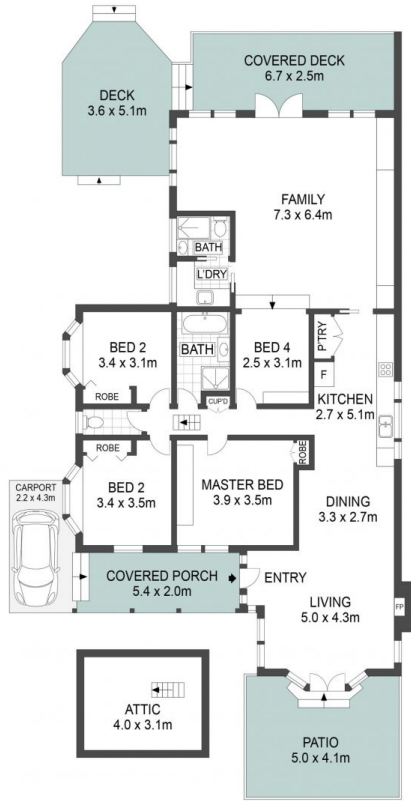 COVERED DECK
6.7 x 2.5m
DECK
3.6 x 5.1m
FAMILY
7.3 x 6.4m
BATH
L'DRY
BED 2
3.4 x 3.1m
ROBE
BATH
BED 4
2.5 x 3.1m
P'TRY
F
KITCHEN
2.7 x 5.1m
CUP'D
ROBE
BED 2
3.4 x 3.5m
MASTER BED
3.9 x 3.5m
ROBE
DINING
3.3 x 2.7m
CARPORT
2.2 x 4.3m
COVERED PORCH
5.4 x 2.0m
ENTRY
LIVING
5.0 x 4.3m
FP
ATTIC
4.0 x 3.1m
PATIO
5.0 x 4.1m